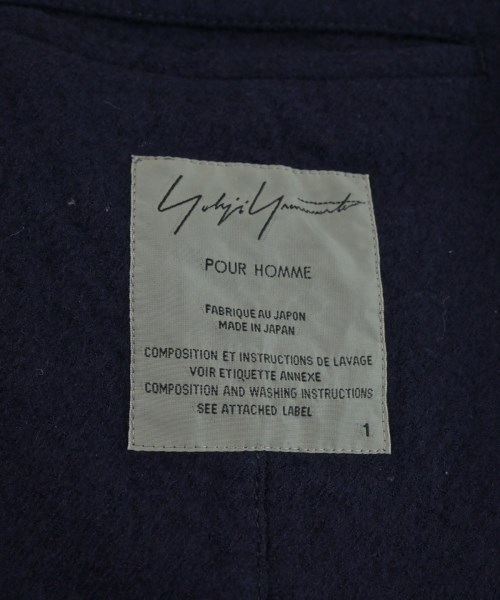 Yohji Yamamoto
POUR HOMME
FABRIQUE AU JAPON
MADE IN JAPAN
COMPOSITION ET INSTRUCTIONS DE LAVAGE
VOIR ETIQUETTE ANNEXE
COMPOSITION AND WASHING INSTRUCTIONS
SEE ATTACHED LABEL
1